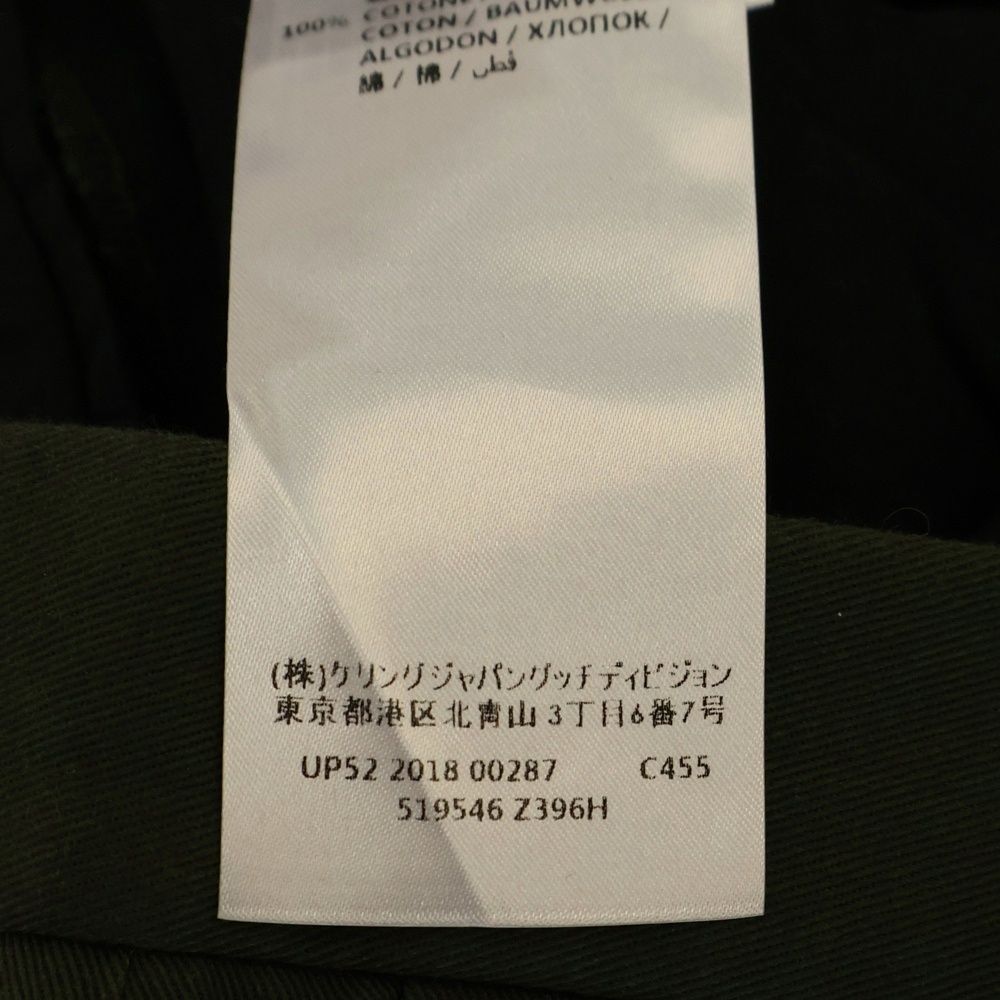 100% COTON / BAUMWOLLE
ALGODON / ХЛОПОК /
綿 / 棉 / قطن
(株)ケリングジャパングッチディビジョン
東京都港区北青山3丁目6番7号
UP52 2018 00287 C455
519546 Z396H